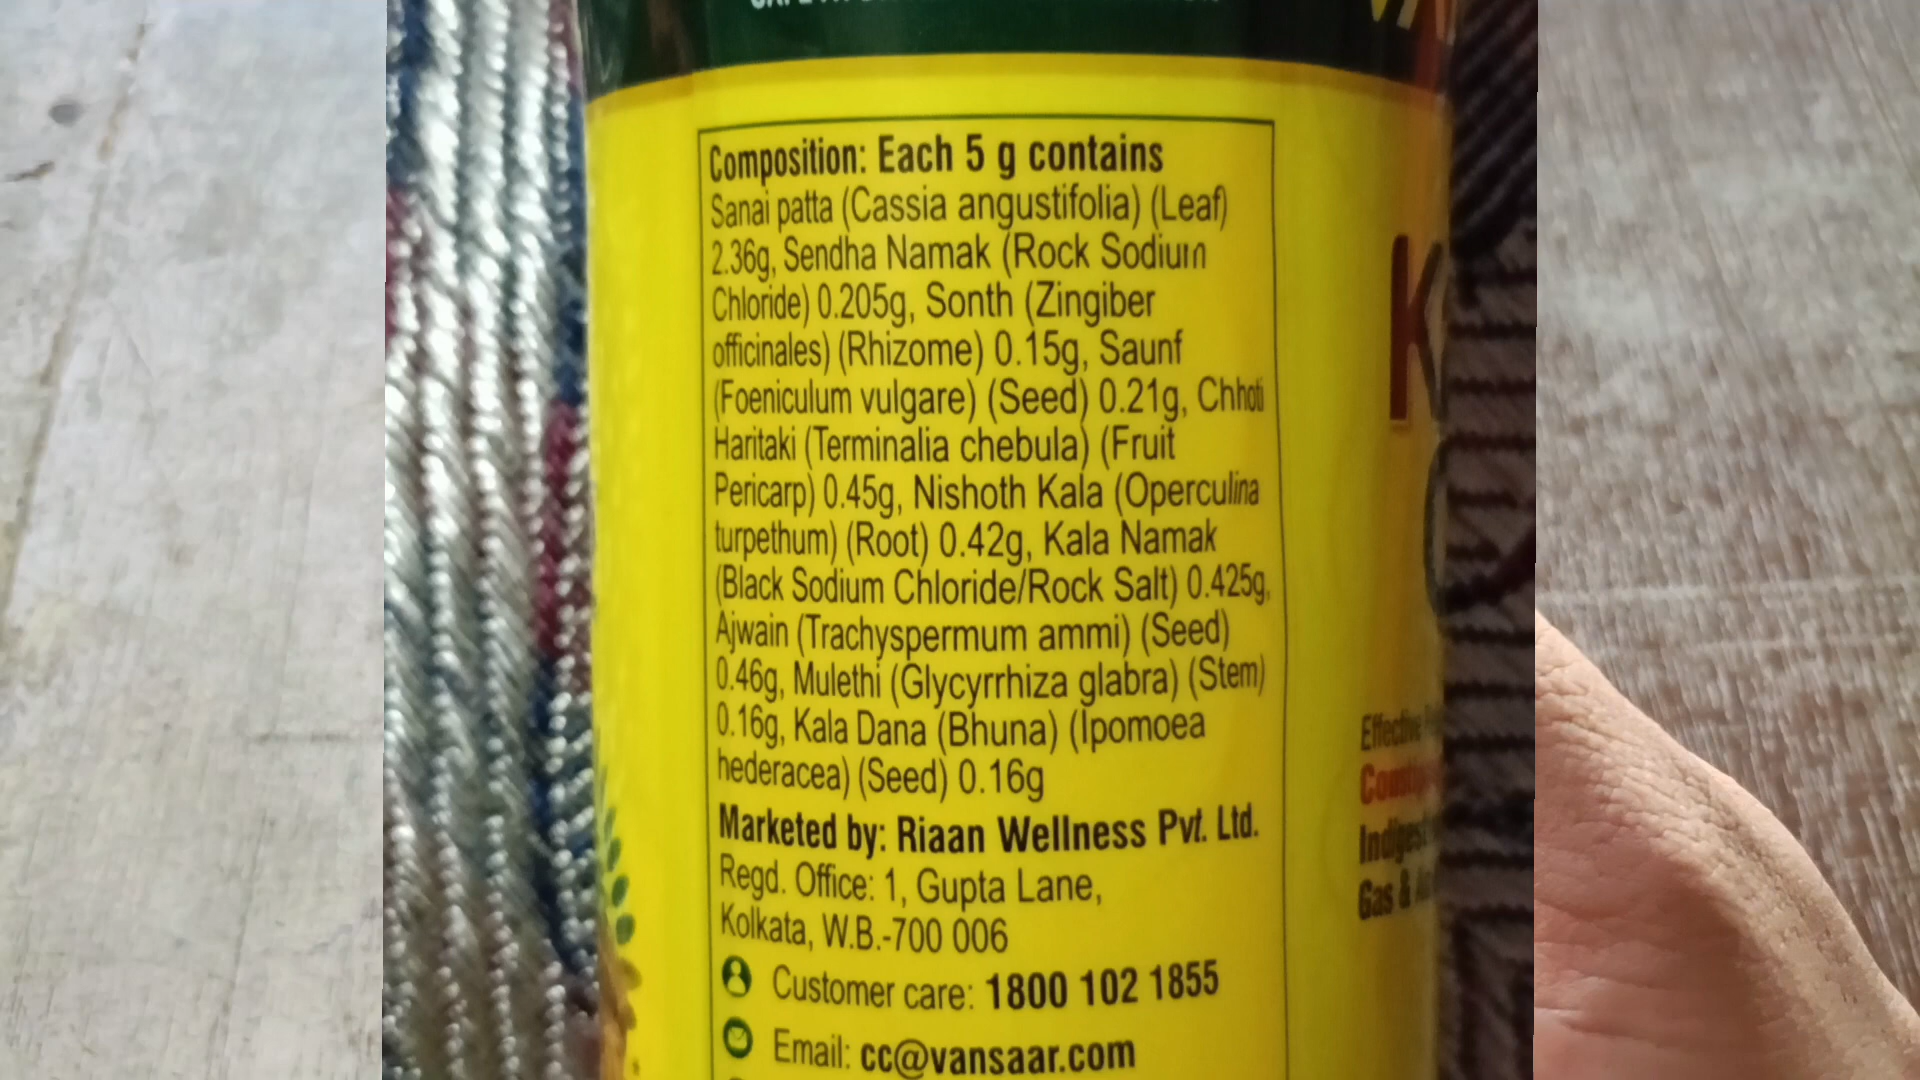 Composition: Each 5 g contains
Sanai patta (Cassia angustifolia) (Leaf)
2.36g, Sendha Namak (Rock Sodium
Chloride) 0.205g, Sonth (Zingiber
officinales) (Rhizome) 0.15g, Saunf
(Foeniculum vulgare) (Seed) 0.21g, Chhoti
Haritaki (Terminalia chebula) (Fruit
Pericarp) 0.45g, Nishoth Kala (Operculina
turpethum) (Root) 0.42g, Kala Namak
(Black Sodium Chloride/Rock Salt) 0.425g,
Ajwain (Trachyspermum ammi) (Seed)
0.46g, Mulethi (Glycyrrhiza glabra) (Stem)
0.16g, Kala Dana (Bhuna) (Ipomoea
hederacea) (Seed) 0.16g
Marketed by: Riaan Wellness Pvt. Ltd.
Regd. Office: 1, Gupta Lane,
Kolkata, W.B.-700 006
Customer care: 1800 102 1855
Email: cc@vansaar.com
Effective
Gas &